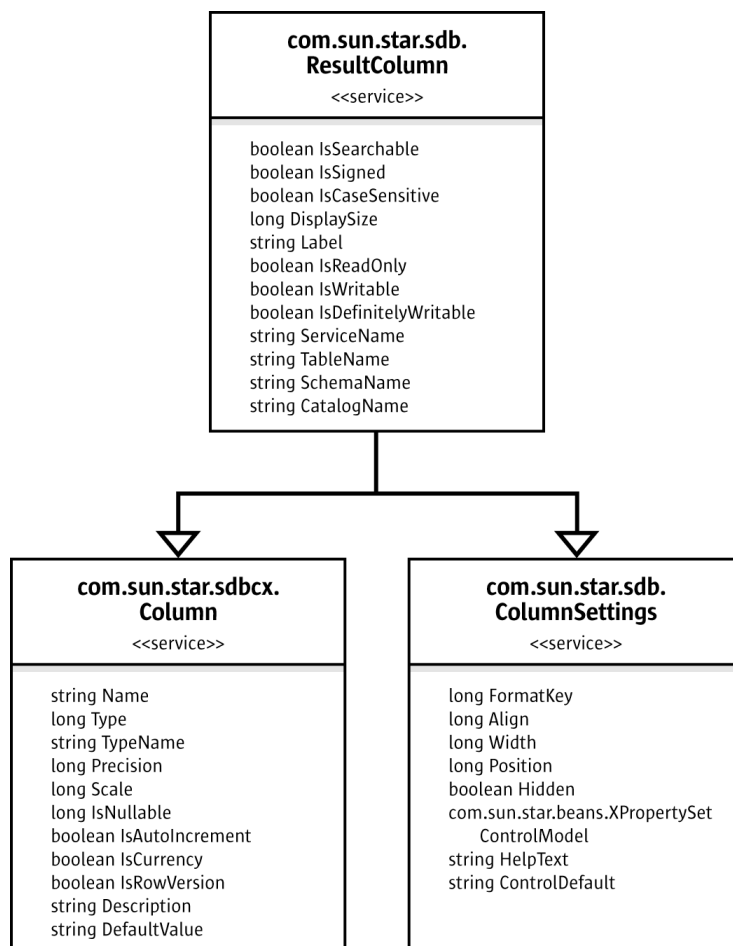 com.sun.star.sdb.
ResultColumn
<<service>>
boolean IsSearchable
boolean IsSigned
boolean IsCaseSensitive
long DisplaySize
string Label
boolean IsReadOnly
boolean IsWritable
boolean IsDefinitelyWritable
string ServiceName
string TableName
string SchemaName
string CatalogName
com.sun.star.sdbcx.
Column
<<service>>
string Name
long Type
string TypeName
long Precision
long Scale
long IsNullable
boolean IsAutoIncrement
boolean IsCurrency
boolean IsRowVersion
string Description
string DefaultValue
com.sun.star.sdb.
ColumnSettings
<<service>>
long FormatKey
long Align
long Width
long Position
boolean Hidden
com.sun.star.beans.XPropertySet
ControlModel
string HelpText
string ControlDefault